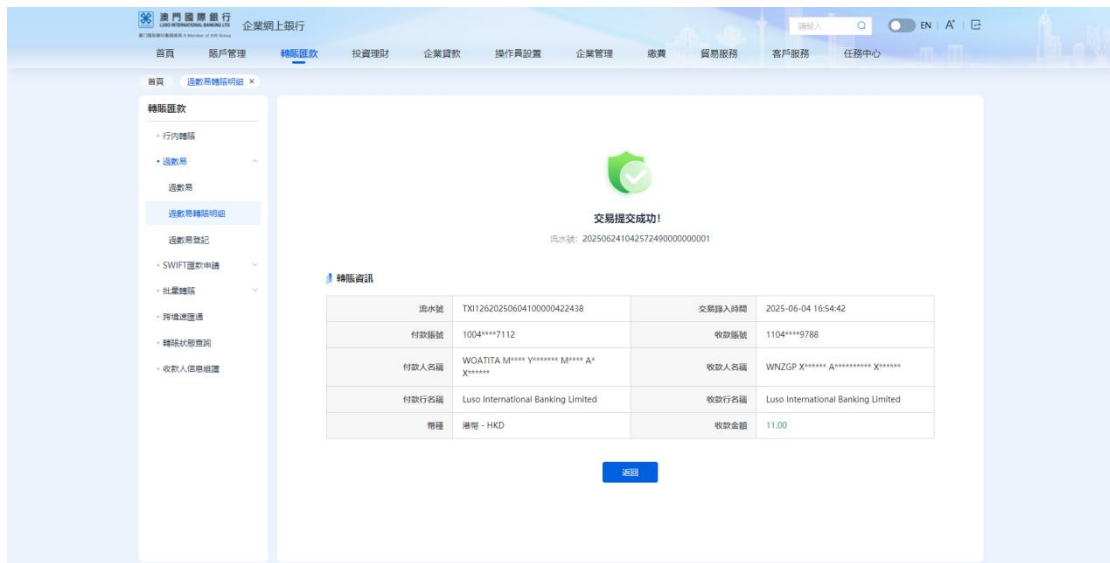 澳門國際銀行
LUSO INTERNATIONAL BANKING LTD.
企業網上銀行
請輸入
EN
A
首頁
賬戶管理
轉賬匯款
投資理財
企業貸款
操作員設置
企業管理
繳費
貿易服務
客戶服務
任務中心
首頁
過數易轉賬明細 ×
轉賬匯款
行內轉賬
過數易
過數易
過數易轉賬明細
過數易登記
SWIFT匯款申請
批量轉賬
跨境速匯通
轉賬狀態查詢
收款人信息維護
交易提交成功!
流水號: 20250624104257249000000000​1
轉賬資訊
流水號 TXI12620250604100000422438 交易錄入時間 2025-06-04 16:54:42
付款賬號 1004****7112 收款賬號 1104****9788
付款人名稱 WOATITA M**** Y******* M**** A* X****** 收款人名稱 WNZGP X****** A********** X******
付款行名稱 Luso International Banking Limited 收款行名稱 Luso International Banking Limited
幣種 港幣 - HKD 收款金額 11.00
返回